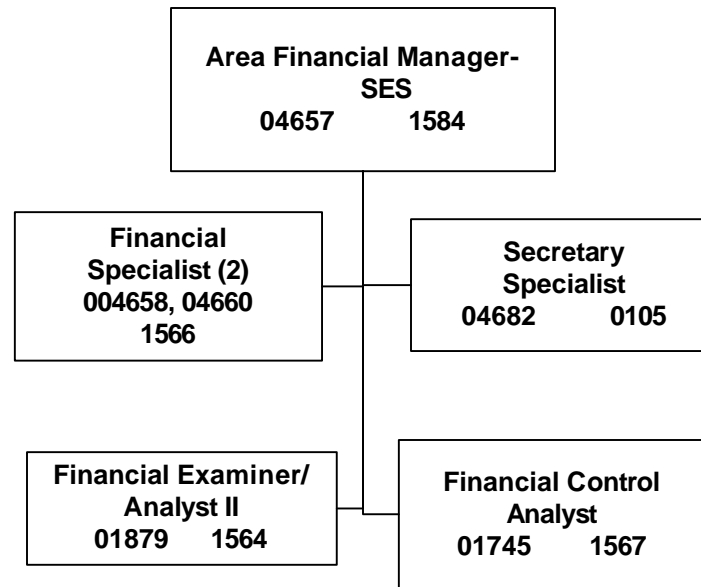 Area Financial Manager-
SES
04657 1584
Financial
Specialist (2)
004658, 04660
1566
Secretary
Specialist
04682 0105
Financial Examiner/
Analyst II
01879 1564
Financial Control
Analyst
01745 1567